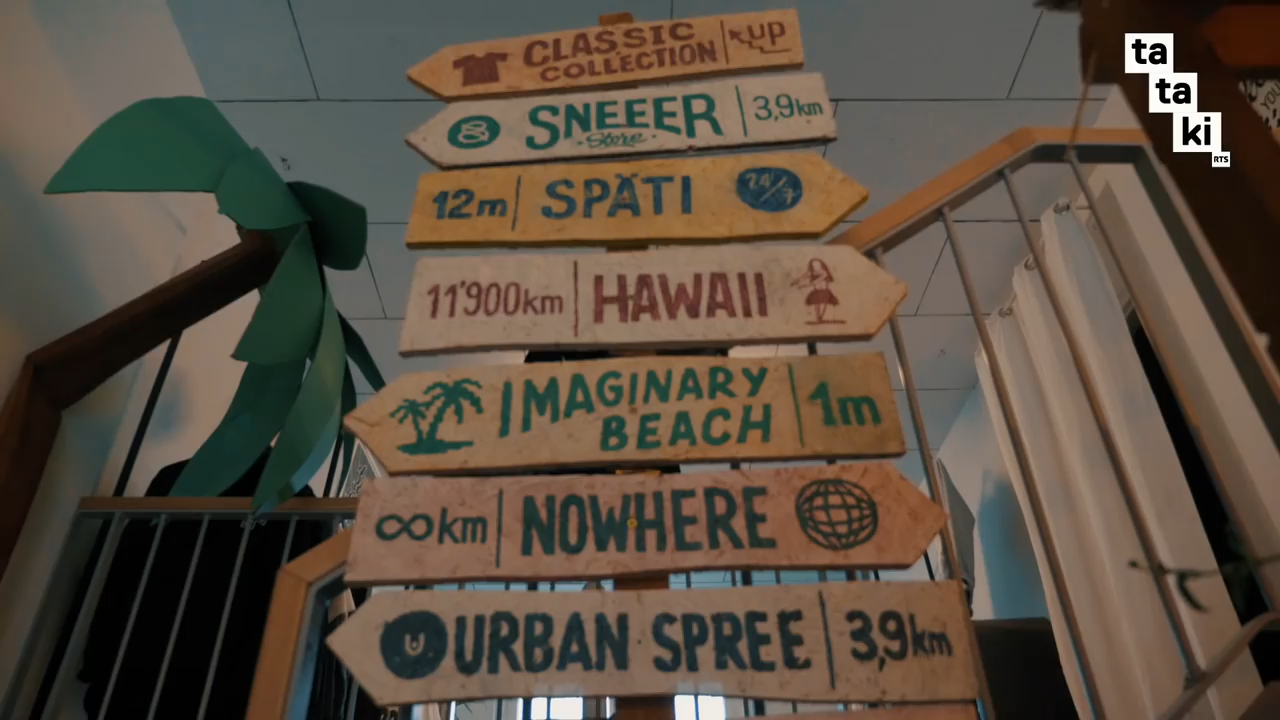 CLASSIC
COLLECTION
UP
SNEEER
Store
3,9km
12m
SPÄTI
24/7
11'900km
HAWAII
IMAGINARY
BEACH
1m
∞km
NOWHERE
URBAN SPREE
3,9km
ta
ta
ki
RTS